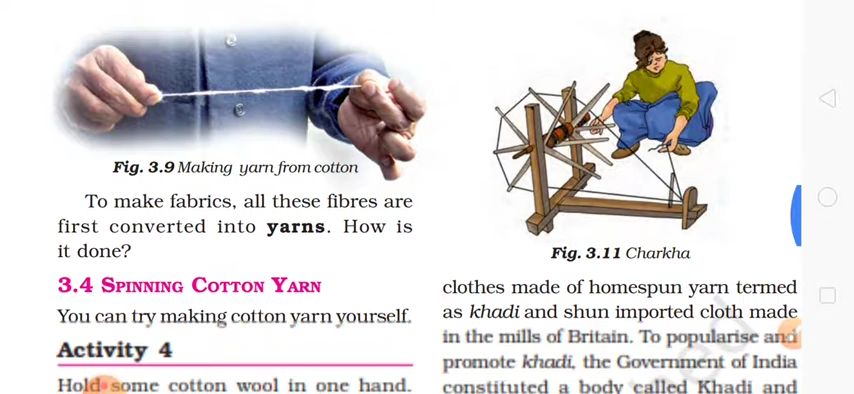 Fig. 3.9 Making yarn from cotton
To make fabrics, all these fibres are
first converted into yarns. How is
it done?
3.4 SPINNING COTTON YARN
You can try making cotton yarn yourself.
Activity 4
Hold some cotton wool in one hand.
Fig. 3.11 Charkha
clothes made of homespun yarn termed
as khadi and shun imported cloth made
in the mills of Britain. To popularise and
promote khadi, the Government of India
constituted a body called Khadi and